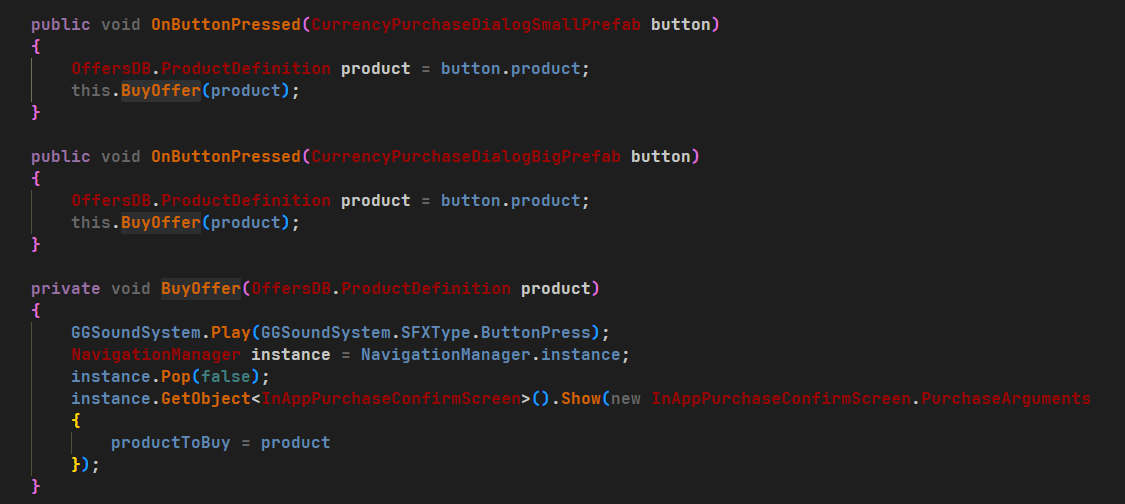 public void OnButtonPressed(CurrencyPurchaseDialogSmallPrefab button)
{
    OffersDB.ProductDefinition product = button.product;
    this.BuyOffer(product);
}

public void OnButtonPressed(CurrencyPurchaseDialogBigPrefab button)
{
    OffersDB.ProductDefinition product = button.product;
    this.BuyOffer(product);
}

private void BuyOffer(OffersDB.ProductDefinition product)
{
    GGSoundSystem.Play(GGSoundSystem.SFXType.ButtonPress);
    NavigationManager instance = NavigationManager.instance;
    instance.Pop(false);
    instance.GetObject<InAppPurchaseConfirmScreen>().Show(new InAppPurchaseConfirmScreen.PurchaseArguments
    {
        productToBuy = product
    });
}